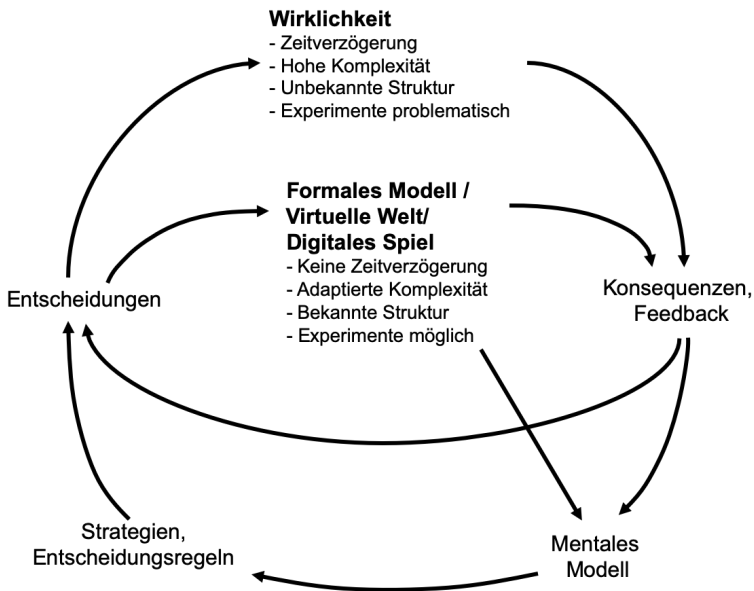 Wirklichkeit
- Zeitverzögerung
- Hohe Komplexität
- Unbekannte Struktur
- Experimente problematisch
Formales Modell /
Virtuelle Welt/
Digitales Spiel
- Keine Zeitverzögerung
- Adaptierte Komplexität
- Bekannte Struktur
- Experimente möglich
Entscheidungen
Konsequenzen,
Feedback
Strategien,
Entscheidungsregeln
Mentales
Modell